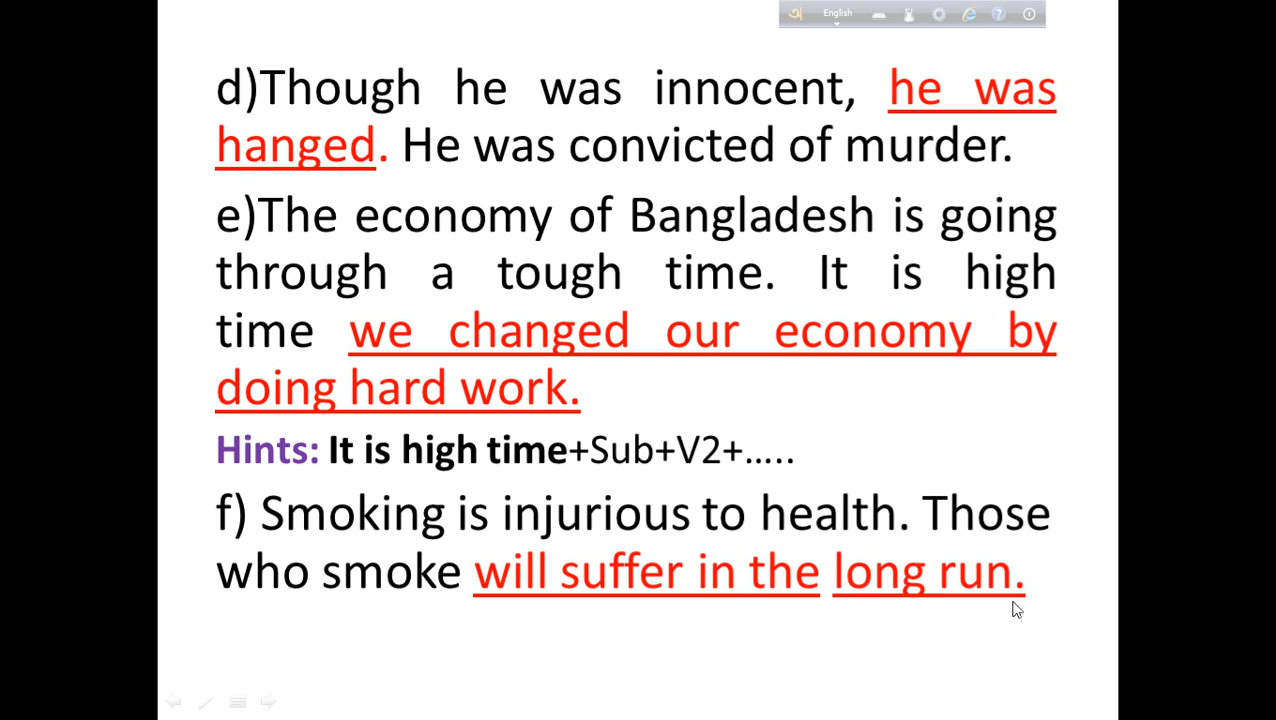 English
d)Though he was innocent, he was
hanged. He was convicted of murder.
e)The economy of Bangladesh is going
through a tough time. It is high
time we changed our economy by
doing hard work.
Hints: It is high time+Sub+V2+…..
f) Smoking is injurious to health. Those
who smoke will suffer in the long run.